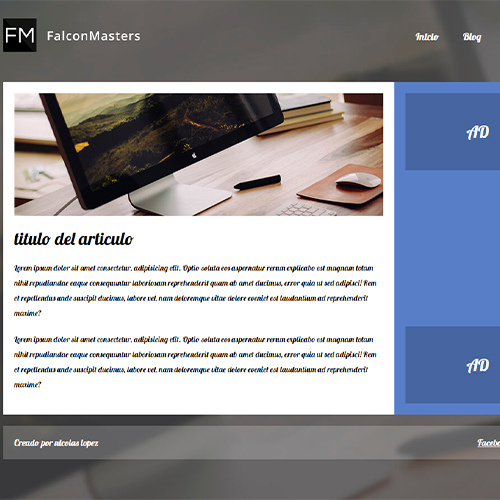 FM FalconMasters
Inicio Blog
AD
titulo del articulo
Lorem ipsum dolor sit amet consectetur, adipisicing elit. Optio soluta eos aspernatur rerum explicabo est magnam totam
nihil repudiandae eaque consequuntur laboriosam reprehenderit quam ab amet ducimus, error quia ut sed adipisci! Rem
et repellendus unde suscipit ducimus, labore vel, nam doloremque vitae dolore eveniet est laudantium ad reprehenderit
maxime?
Lorem ipsum dolor sit amet consectetur, adipisicing elit. Optio soluta eos aspernatur rerum explicabo est magnam totam
nihil repudiandae eaque consequuntur laboriosam reprehenderit quam ab amet ducimus, error quia ut sed adipisci! Rem
et repellendus unde suscipit ducimus, labore vel, nam doloremque vitae dolore eveniet est laudantium ad reprehenderit
maxime?
AD
Creado por nicolas lopez
Facebo